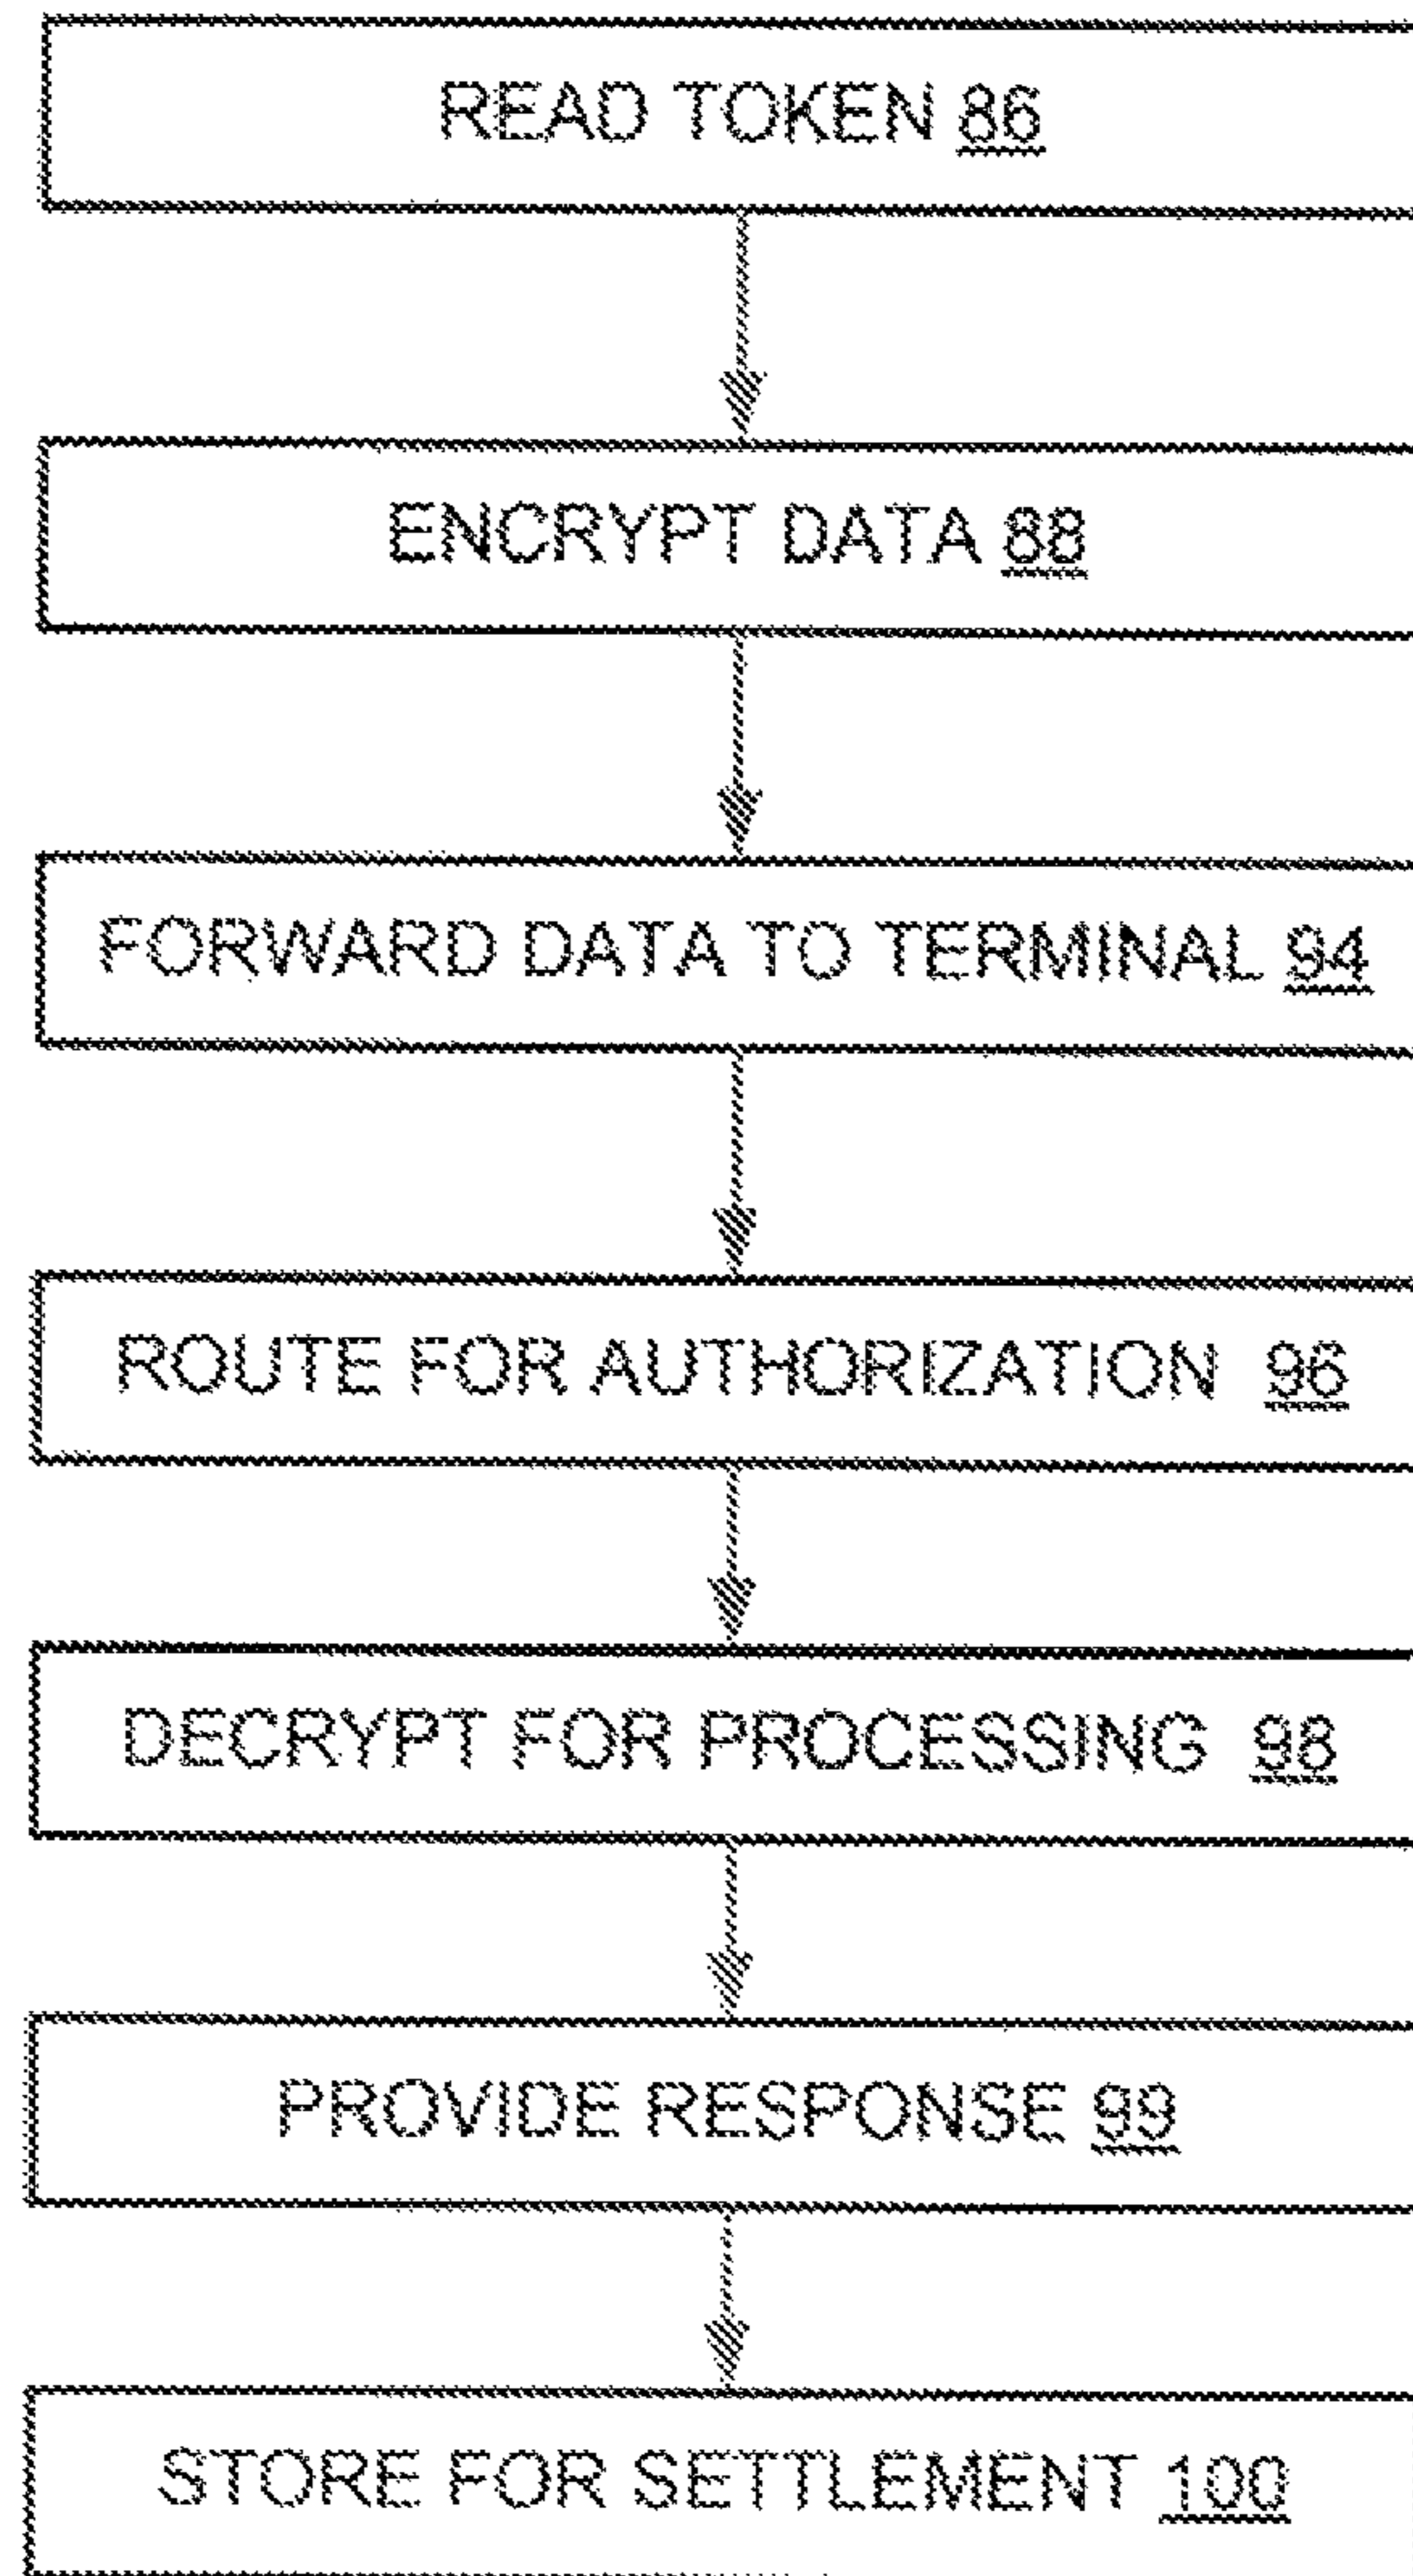 READ TOKEN 86
ENCRYPT DATA 88
FORWARD DATA TO TERMINAL 94
ROUTE FOR AUTHORIZATION 96
DECRYPT FOR PROCESSING 98
PROVIDE RESPONSE 99
STORE FOR SETTLEMENT 100